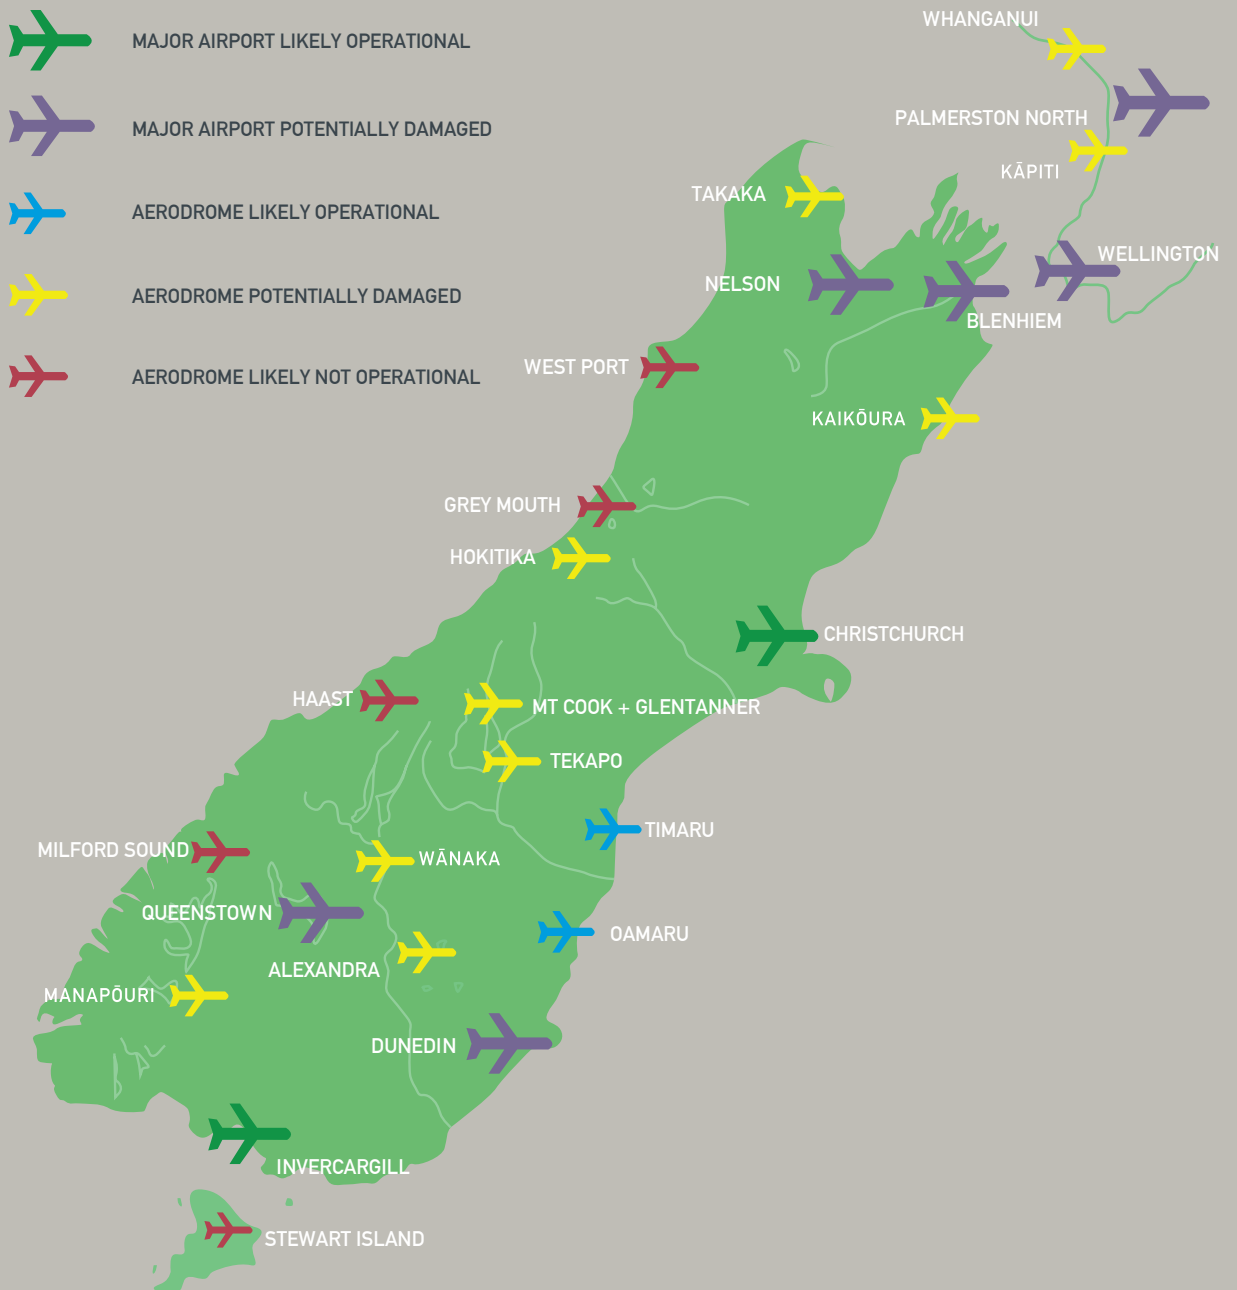 MAJOR AIRPORT LIKELY OPERATIONAL
MAJOR AIRPORT POTENTIALLY DAMAGED
AERODROME LIKELY OPERATIONAL
AERODROME POTENTIALLY DAMAGED
AERODROME LIKELY NOT OPERATIONAL
WHANGANUI
PALMERSTON NORTH
KĀPITI
TAKAKA
WELLINGTON
NELSON
BLENHIEM
WEST PORT
KAIKŌURA
GREY MOUTH
HOKITIKA
CHRISTCHURCH
HAAST
MT COOK + GLENTANNER
TEKAPO
TIMARU
MILFORD SOUND
WĀNAKA
QUEENSTOWN
OAMARU
ALEXANDRA
MANAPŌURI
DUNEDIN
INVERCARGILL
STEWART ISLAND